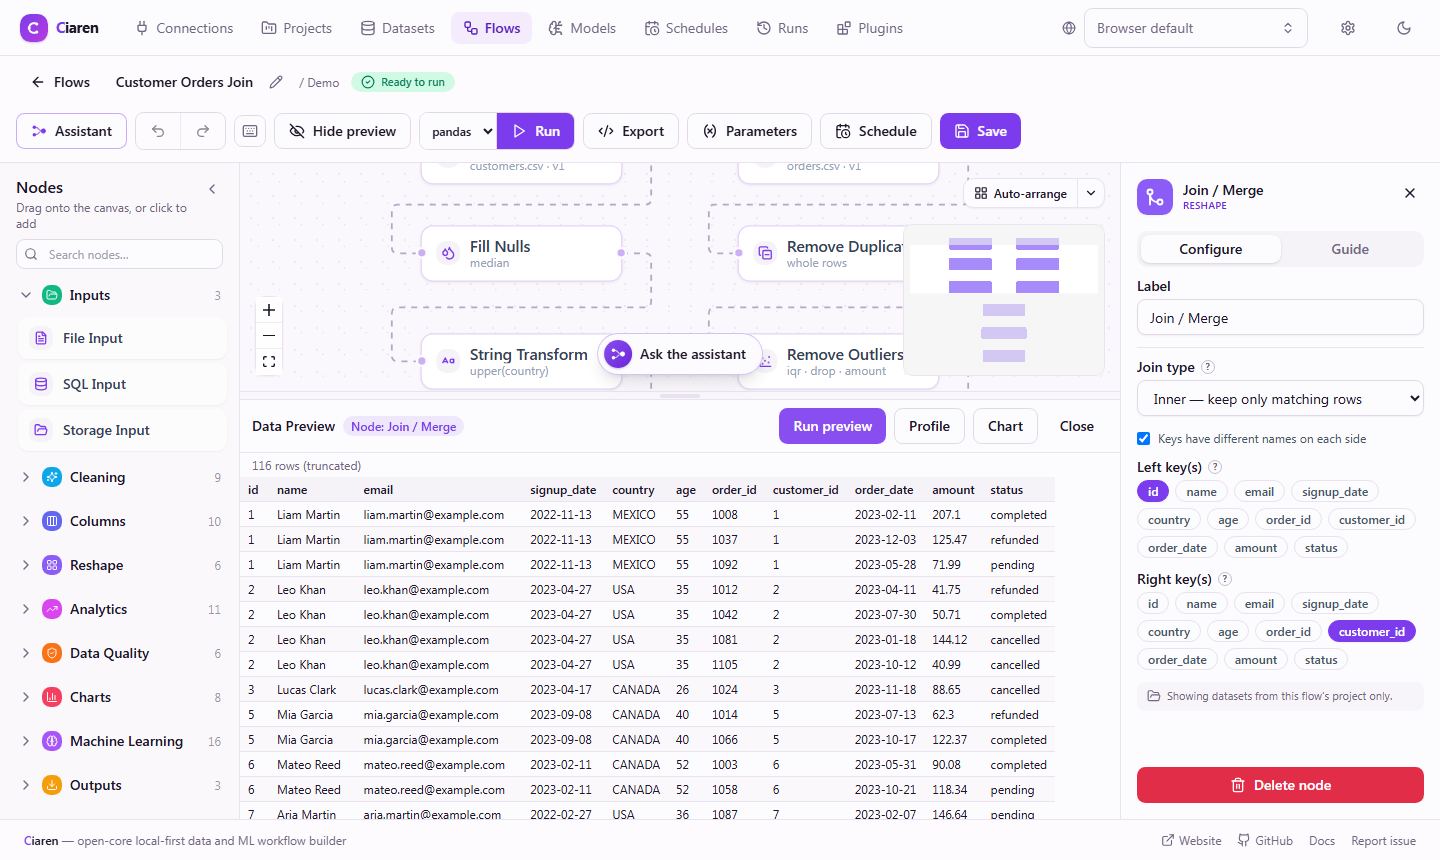 C Ciaren Connections Projects Datasets Flows Models Schedules Runs Plugins Browser default
Flows Customer Orders Join / Demo Ready to run
Assistant Hide preview pandas Run Export Parameters Schedule Save
Nodes
Drag onto the canvas, or click to
add
Search nodes...
Inputs 3
File Input
SQL Input
Storage Input
Cleaning 9
Columns 10
Reshape 6
Analytics 11
Data Quality 6
Charts 8
Machine Learning 16
Outputs 3
customers.csv · v1 orders.csv · v1
Auto-arrange
Fill Nulls
median
Remove Duplicat
whole rows
String Transform
upper(country)
Ask the assistant
Remove Outliers
iqr · drop · amount
Data Preview Node: Join / Merge Run preview Profile Chart Close
116 rows (truncated)
id name email signup_date country age order_id customer_id order_date amount status
1 Liam Martin liam.martin@example.com 2022-11-13 MEXICO 55 1008 1 2023-02-11 207.1 completed
1 Liam Martin liam.martin@example.com 2022-11-13 MEXICO 55 1037 1 2023-12-03 125.47 refunded
1 Liam Martin liam.martin@example.com 2022-11-13 MEXICO 55 1092 1 2023-05-28 71.99 pending
2 Leo Khan leo.khan@example.com 2023-04-27 USA 35 1012 2 2023-04-11 41.75 refunded
2 Leo Khan leo.khan@example.com 2023-04-27 USA 35 1042 2 2023-07-30 50.71 completed
2 Leo Khan leo.khan@example.com 2023-04-27 USA 35 1081 2 2023-01-18 144.12 cancelled
2 Leo Khan leo.khan@example.com 2023-04-27 USA 35 1105 2 2023-10-12 40.99 cancelled
3 Lucas Clark lucas.clark@example.com 2023-04-17 CANADA 26 1024 3 2023-11-18 88.65 cancelled
5 Mia Garcia mia.garcia@example.com 2023-09-08 CANADA 40 1014 5 2023-07-13 62.3 refunded
5 Mia Garcia mia.garcia@example.com 2023-09-08 CANADA 40 1066 5 2023-10-17 122.37 completed
6 Mateo Reed mateo.reed@example.com 2023-02-11 CANADA 52 1003 6 2023-05-31 90.08 completed
6 Mateo Reed mateo.reed@example.com 2023-02-11 CANADA 52 1058 6 2023-10-21 118.34 pending
7 Aria Martin aria.martin@example.com 2022-02-27 USA 36 1087 7 2023-02-07 146.64 pending
Join / Merge
RESHAPE
Configure Guide
Label
Join / Merge
Join type ?
Inner — keep only matching rows
Keys have different names on each side
Left key(s) ?
id name email signup_date
country age order_id customer_id
order_date amount status
Right key(s) ?
id name email signup_date
country age order_id customer_id
order_date amount status
Showing datasets from this flow's project only.
Delete node
Ciaren — open-core local-first data and ML workflow builder Website GitHub Docs Report issue